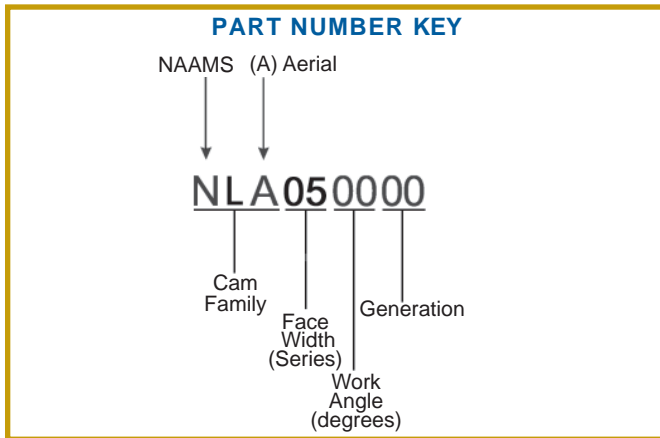 PART NUMBER KEY
NAAMS (A) Aerial
NLA050000
Cam
Family
Face
Width
(Series)
Generation
Work
Angle
(degrees)